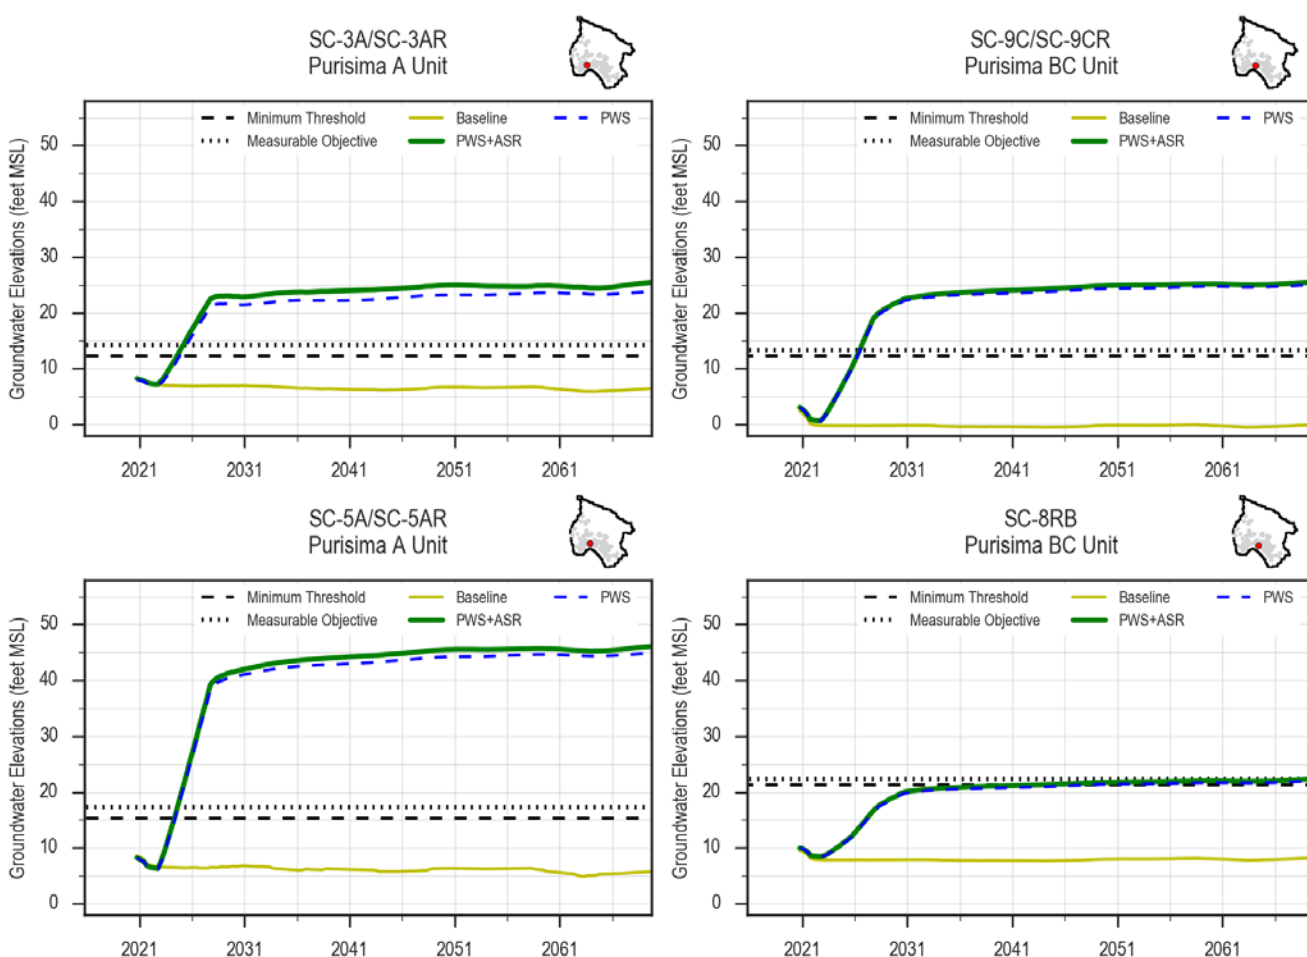 SC-3A/SC-3AR
Purisima A Unit
Groundwater Elevations (feet MSL)
Minimum Threshold
Baseline
PWS
Measurable Objective
PWS+ASR
50
40
30
20
10
0
2021 2031 2041 2051 2061
SC-9C/SC-9CR
Purisima BC Unit
Groundwater Elevations (feet MSL)
Minimum Threshold
Baseline
PWS
Measurable Objective
PWS+ASR
50
40
30
20
10
0
2021 2031 2041 2051 2061
SC-5A/SC-5AR
Purisima A Unit
Groundwater Elevations (feet MSL)
Minimum Threshold
Baseline
PWS
Measurable Objective
PWS+ASR
50
40
30
20
10
0
2021 2031 2041 2051 2061
SC-8RB
Purisima BC Unit
Groundwater Elevations (feet MSL)
Minimum Threshold
Baseline
PWS
Measurable Objective
PWS+ASR
50
40
30
20
10
0
2021 2031 2041 2051 2061